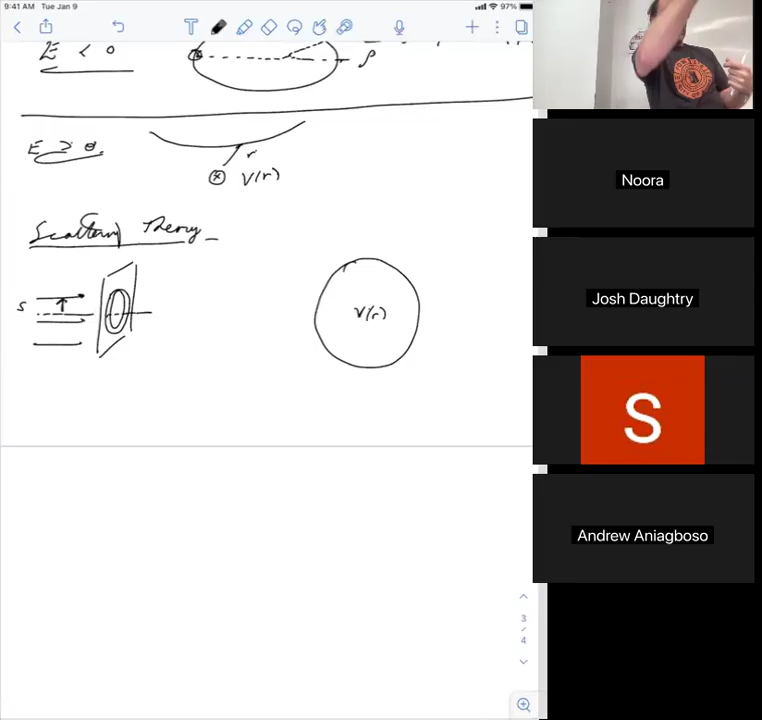 9:41 AM Tue Jan 9
97%
E < 0
ρ
E > 0
r
V(r)
Scattering Theory
s
V(r)
3
4
Noora
Josh Daughtry
S
Andrew Aniagboso